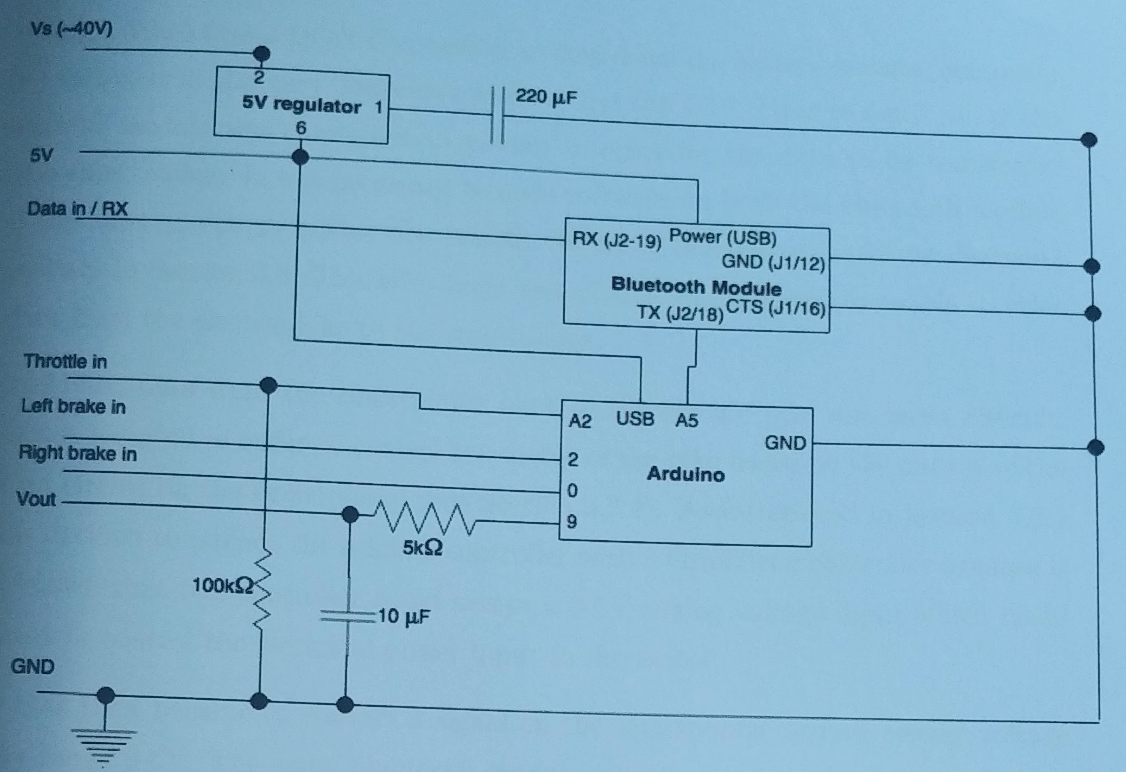 Vs (~40V)
2
5V regulator 1
6
220 µF
5V
Data in / RX
RX (J2-19) Power (USB)
GND (J1/12)
Bluetooth Module
TX (J2/18) CTS (J1/16)
Throttle in
Left brake in
A2 USB A5
GND
Right brake in
2
Arduino
0
Vout
9
5kΩ
100kΩ
10 µF
GND